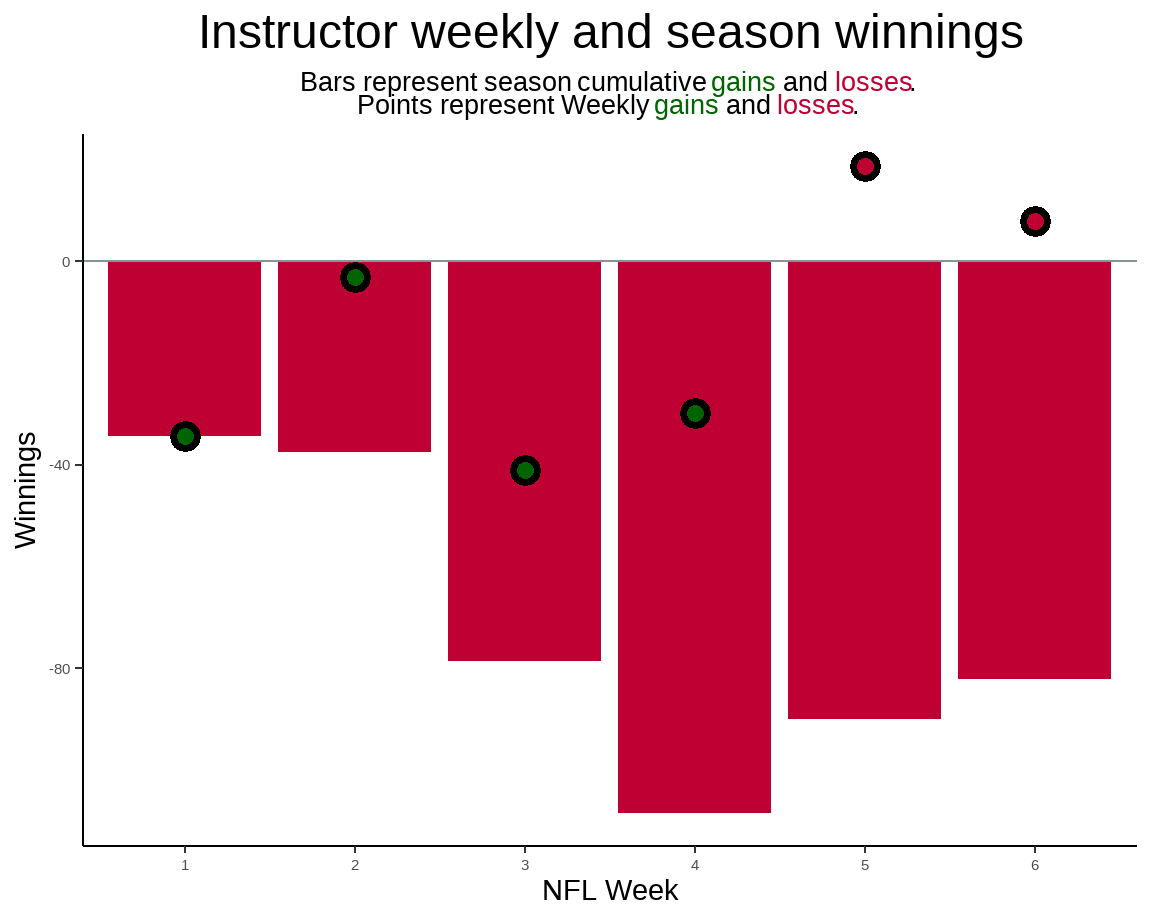 Instructor weekly and season winnings
Bars represent season cumulative gains and losses.
Points represent Weekly gains and losses.
Winnings
0
-40
-80
1 2 3 4 5 6
NFL Week